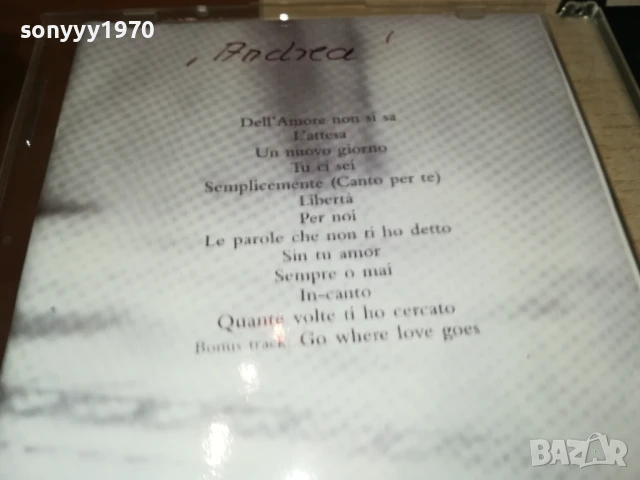 sonyyy1970
'Andrea'
Dell'Amore non si sa
L'attesa
Un nuovo giorno
Tu ci sei
Semplicemente (Canto per te)
Libertà
Per noi
Le parole che non ti ho detto
Sin tu amor
Sempre o mai
In-canto
Quante volte ti ho cercato
Bonus track: Go where love goes
BAZAR